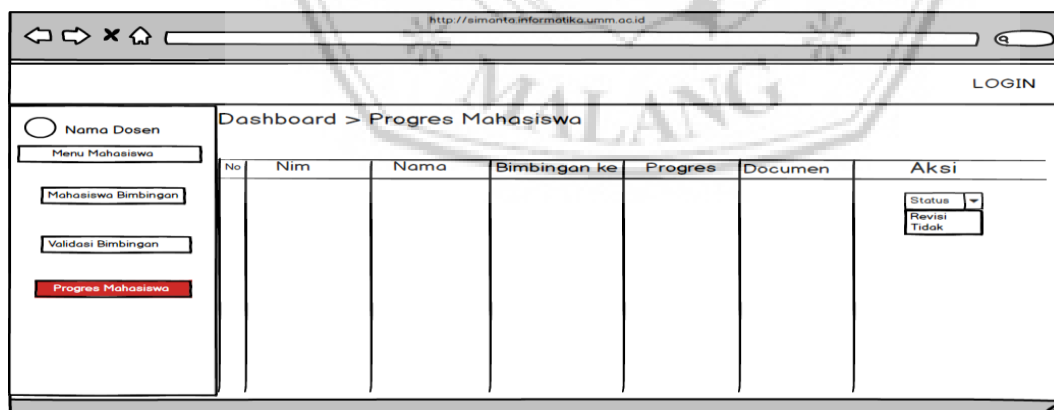 http://simonta.informatika.umm.ac.id
LOGIN
Nama Dosen
Menu Mahasiswa
Mahasiswa Bimbingan
Validasi Bimbingan
Progres Mahasiswa
Dashboard > Progres Mahasiswa
No Nim Nama Bimbingan ke Progres Documen Aksi
Status
Revisi
Tidak
MALANG